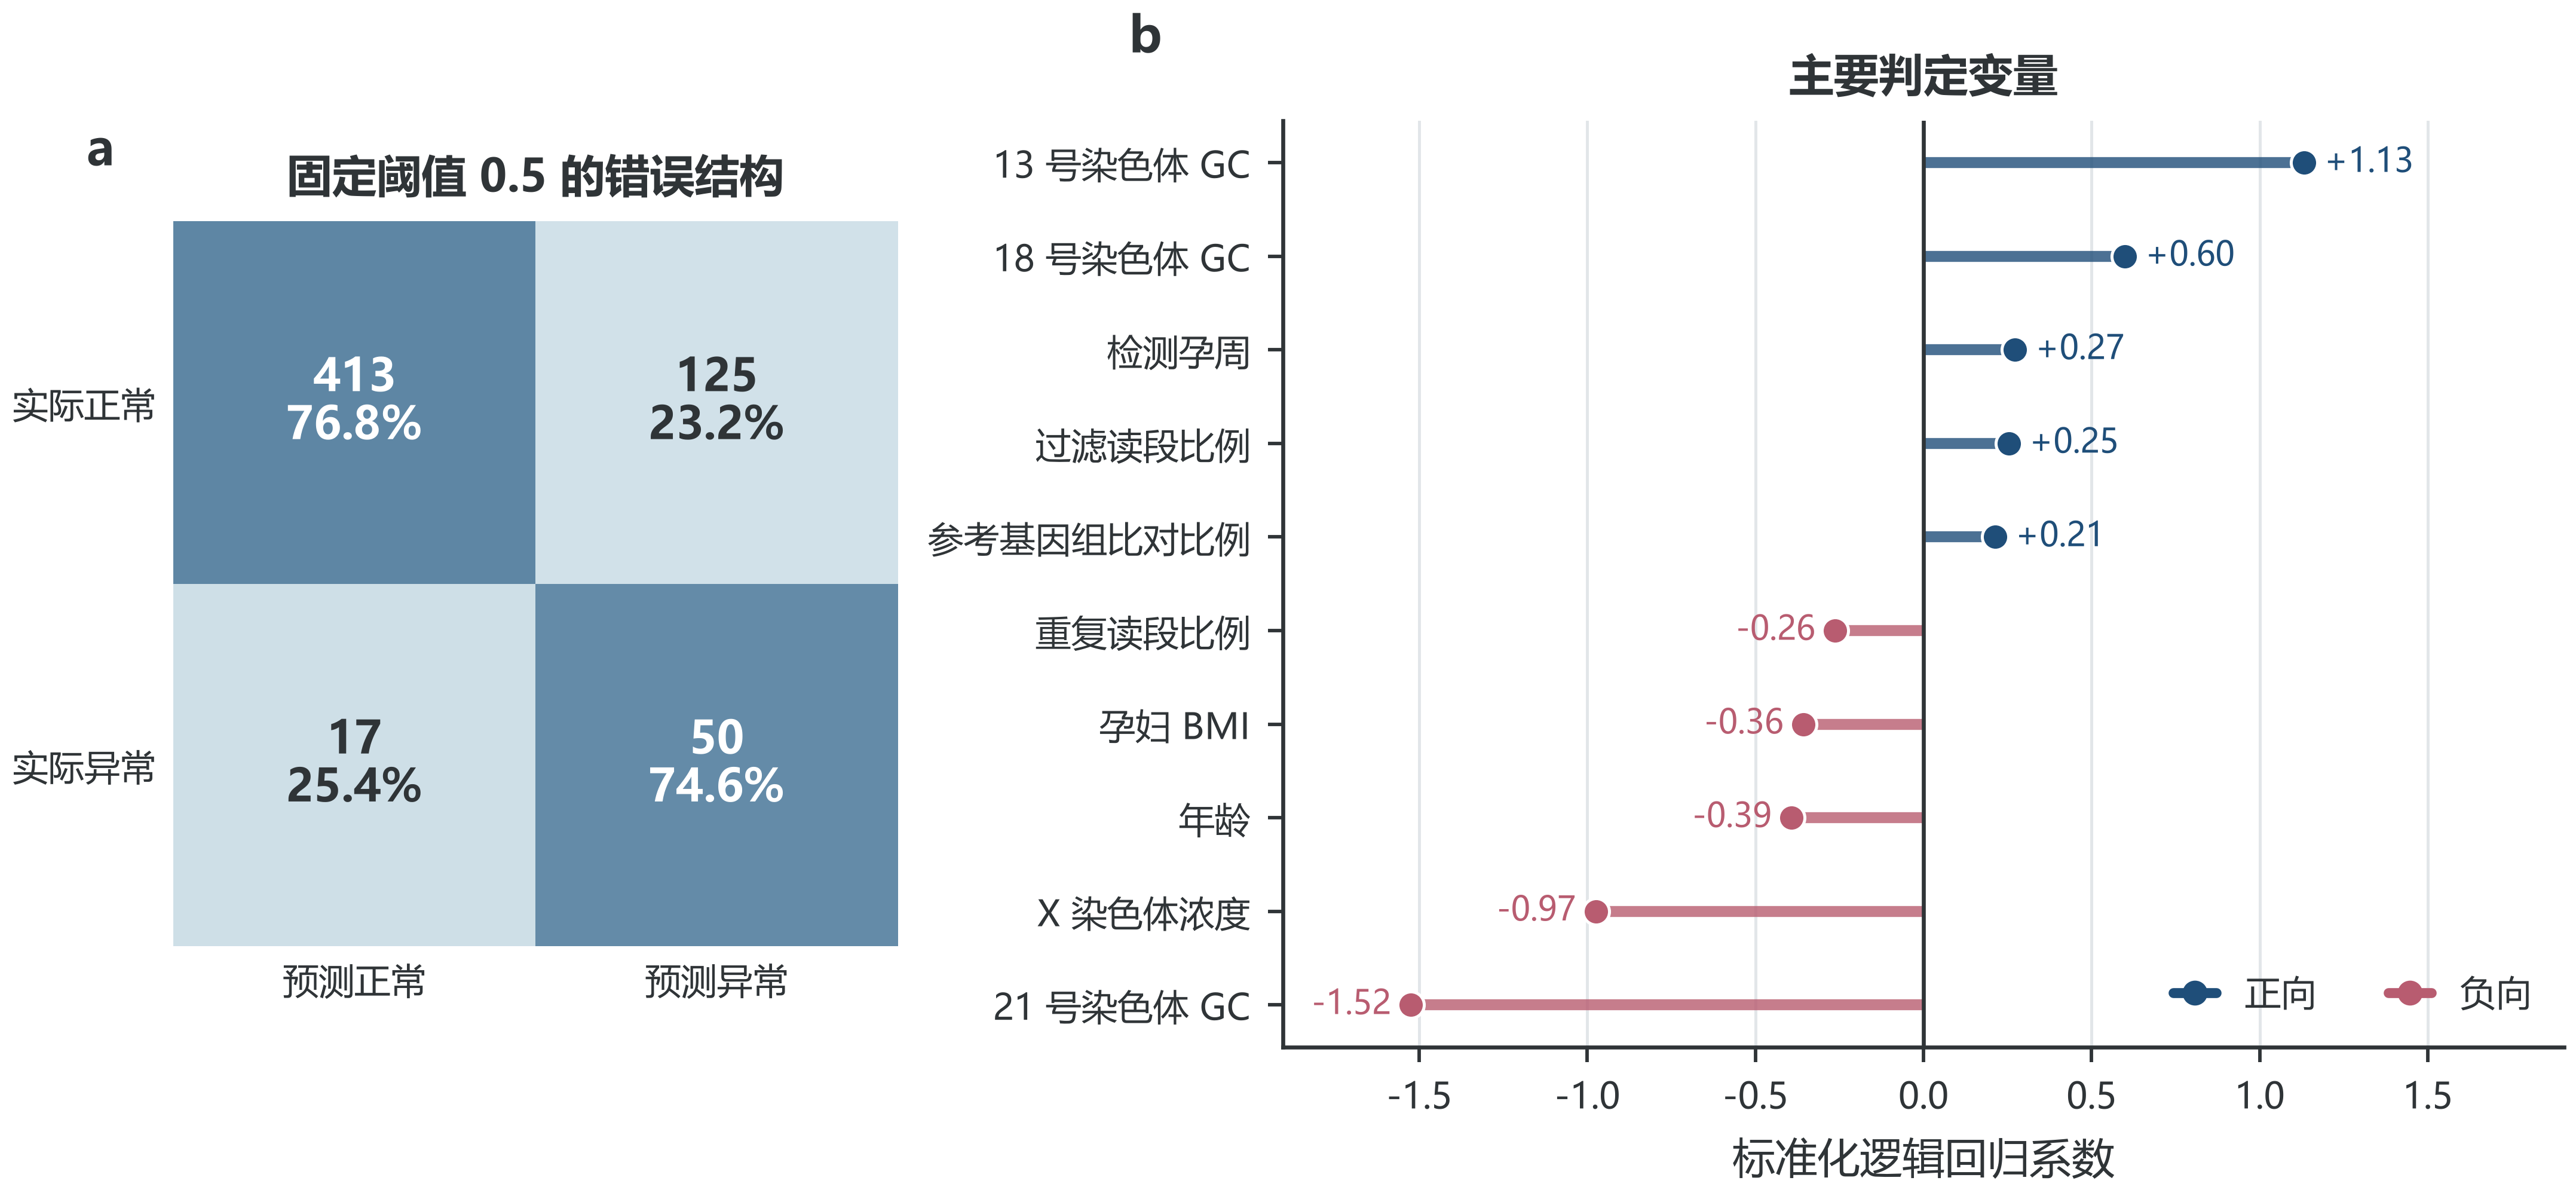 a
固定阈值 0.5 的错误结构
实际正常
413
76.8%
125
23.2%
实际异常
17
25.4%
50
74.6%
预测正常
预测异常
b
主要判定变量
13 号染色体 GC
+1.13
18 号染色体 GC
+0.60
检测孕周
+0.27
过滤读段比例
+0.25
参考基因组比对比例
+0.21
重复读段比例
-0.26
孕妇 BMI
-0.36
年龄
-0.39
X 染色体浓度
-0.97
21 号染色体 GC
-1.52
正向
负向
-1.5
-1.0
-0.5
0.0
0.5
1.0
1.5
标准化逻辑回归系数